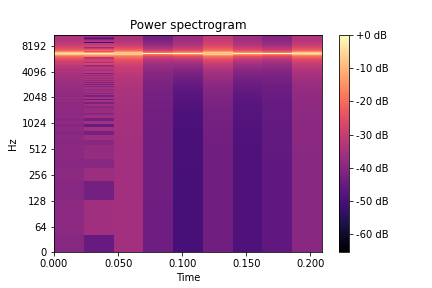 Power spectrogram
Hz
8192
4096
2048
1024
512
256
128
64
0
0.000
0.050
0.100
0.150
0.200
Time
+0 dB
-10 dB
-20 dB
-30 dB
-40 dB
-50 dB
-60 dB